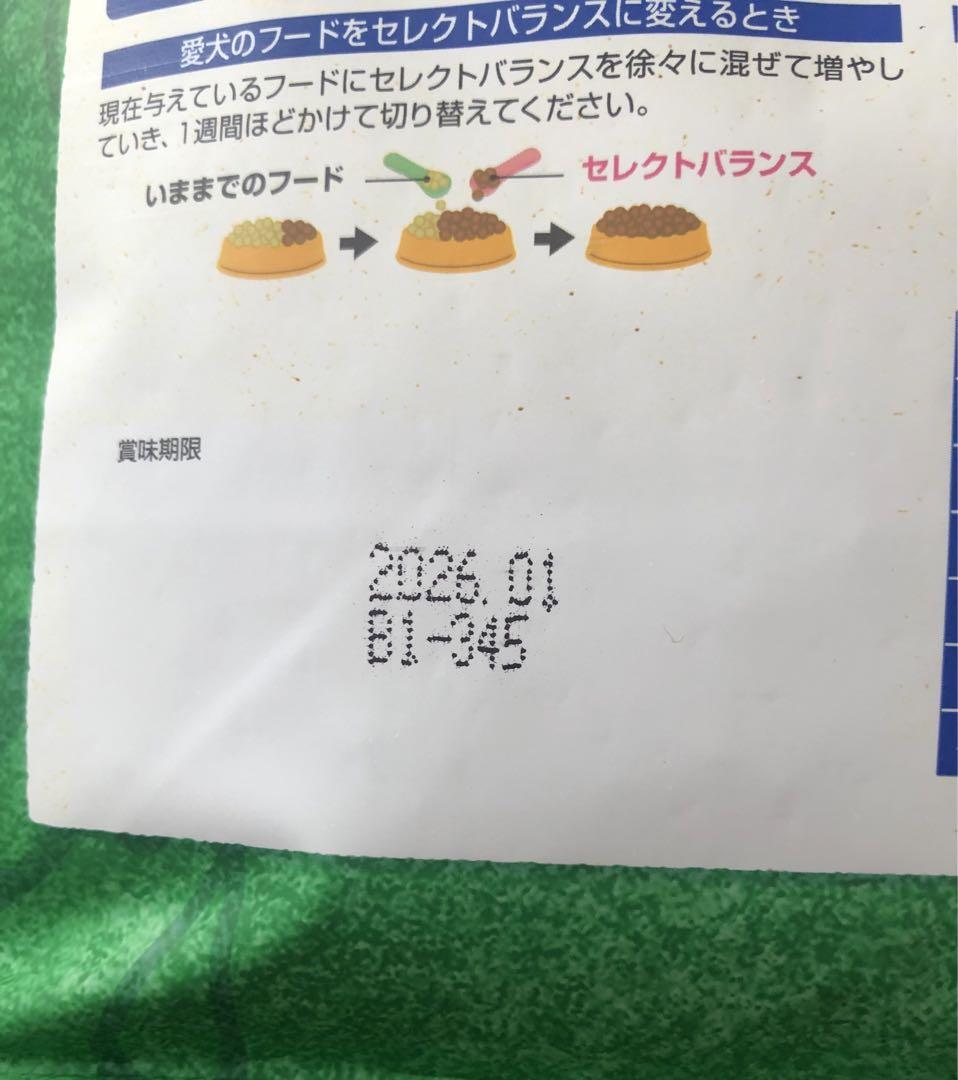 愛犬のフードをセレクトバランスに変えるとき
現在与えているフードにセレクトバランスを徐々に混ぜて増やし
ていき、1週間ほどかけて切り替えてください。
いままでのフード
セレクトバランス
賞味期限
2026.01
B1-345